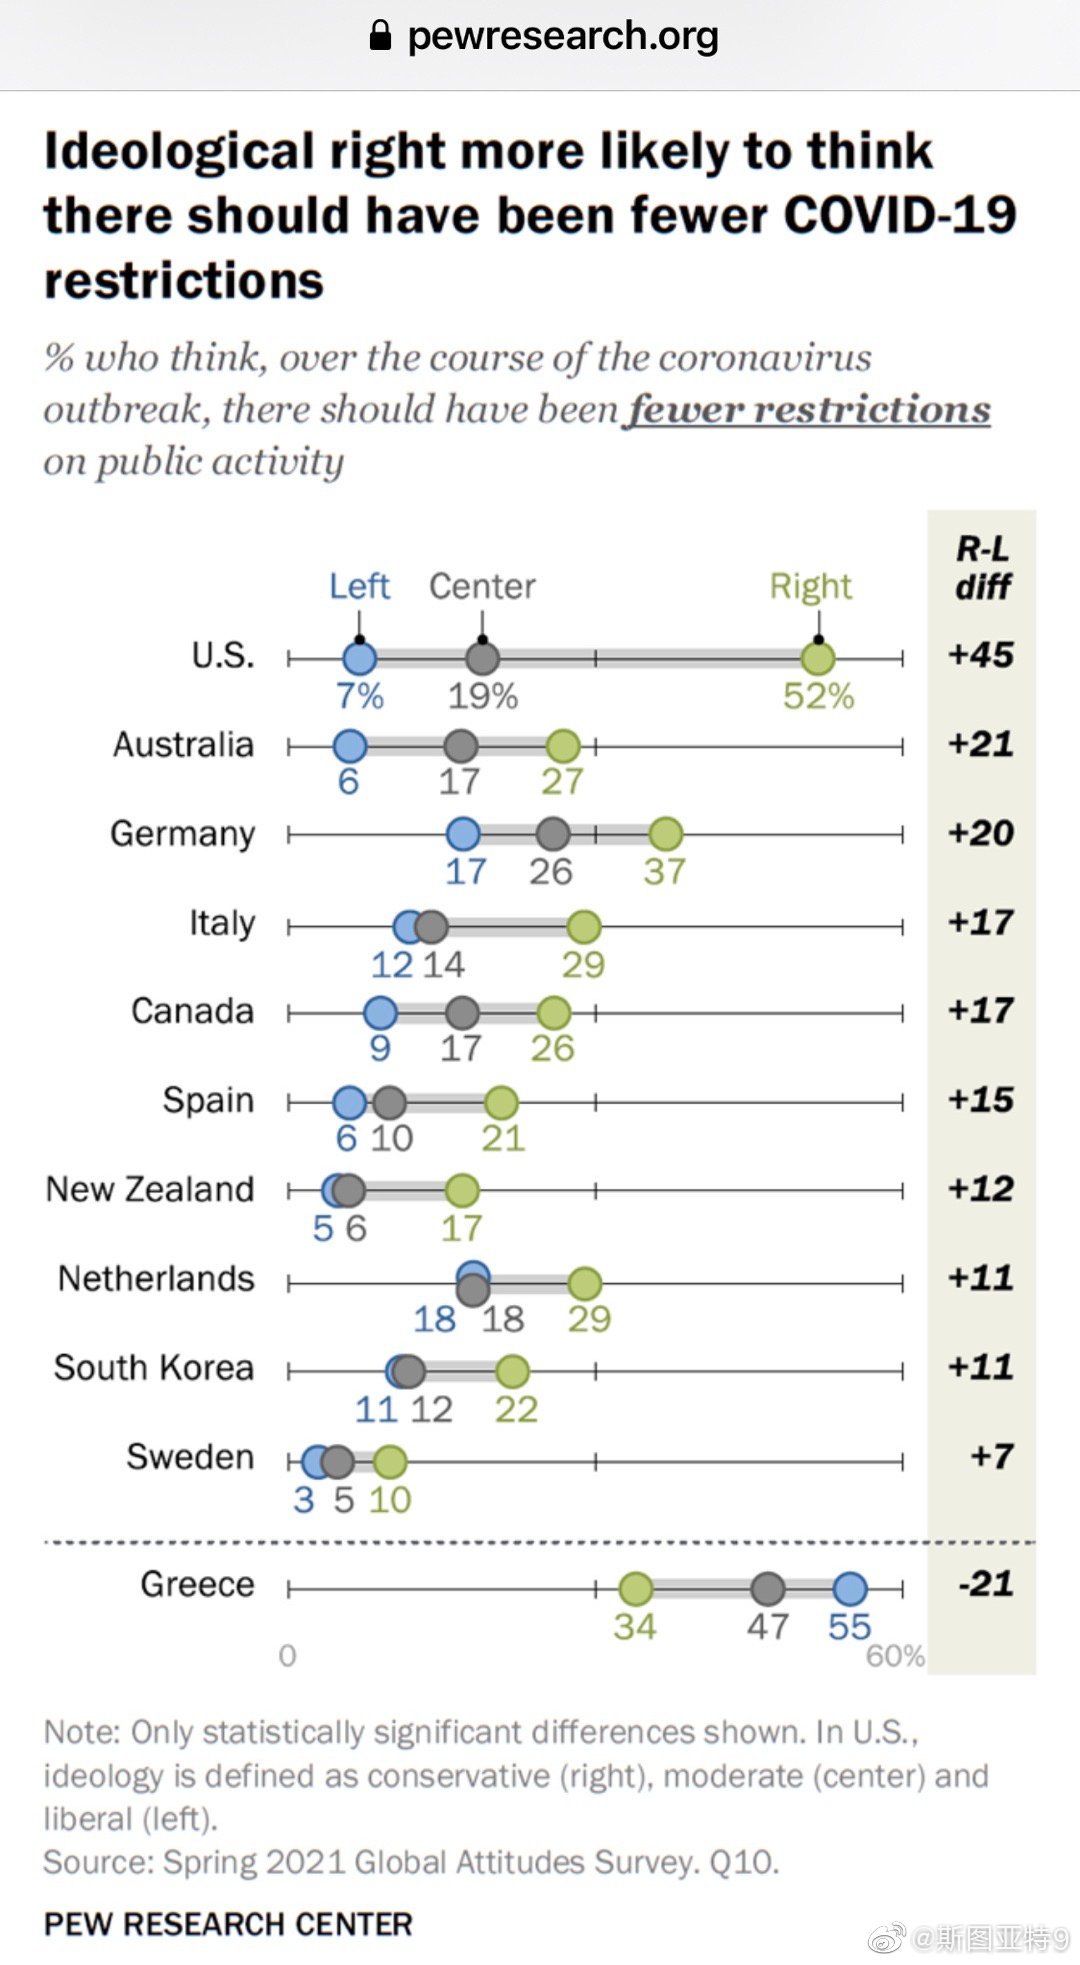 pewresearch.org
Ideological right more likely to think
there should have been fewer COVID-19
restrictions
% who think, over the course of the coronavirus
outbreak, there should have been fewer restrictions
on public activity
R-L
diff
Left Center Right
U.S. +45
7% 19% 52%
Australia +21
6 17 27
Germany +20
17 26 37
Italy +17
12 14 29
Canada +17
9 17 26
Spain +15
6 10 21
New Zealand +12
5 6 17
Netherlands +11
18 18 29
South Korea +11
11 12 22
Sweden +7
3 5 10
Greece -21
34 47 55
0 60%
Note: Only statistically significant differences shown. In U.S.,
ideology is defined as conservative (right), moderate (center) and
liberal (left).
Source: Spring 2021 Global Attitudes Survey. Q10.
PEW RESEARCH CENTER
@斯图亚特9